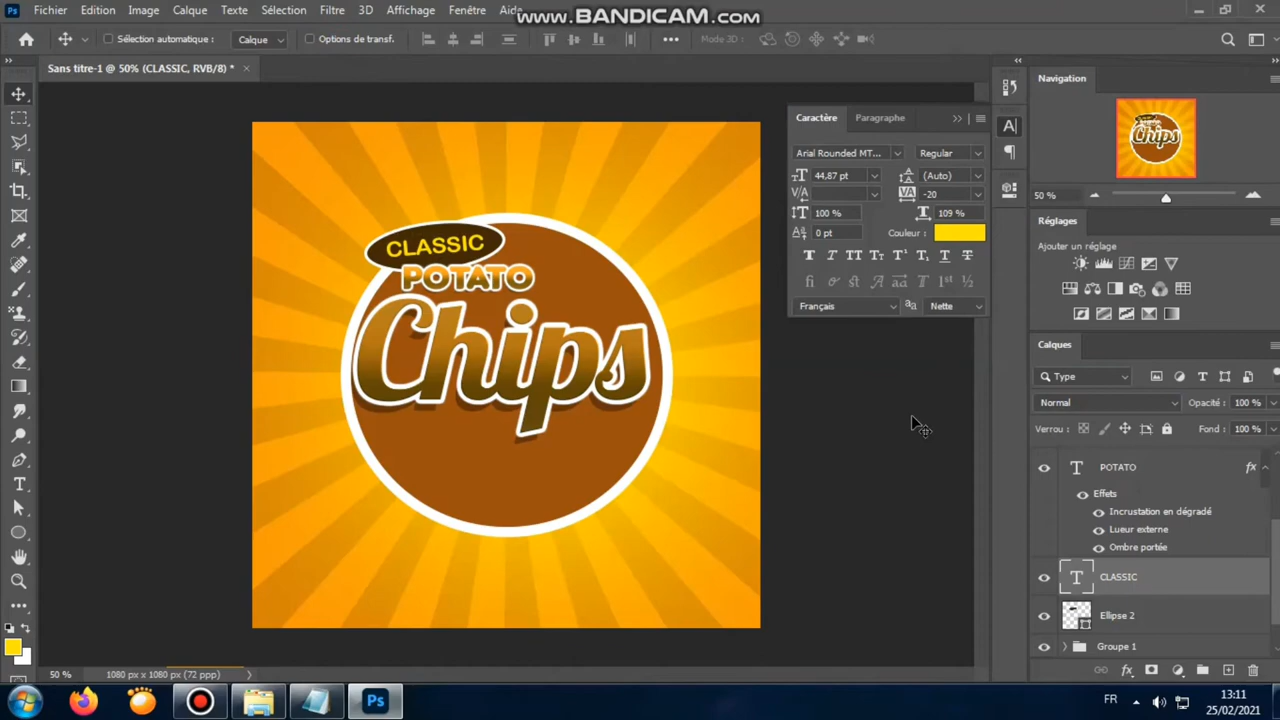 www.BANDICAM.com
Ps Fichier Edition Image Calque Texte Sélection Filtre 3D Affichage Fenêtre Aide
Sélection automatique : Calque Options de transf. Mode 3D :
Sans titre-1 @ 50% (CLASSIC, RVB/8) *
Navigation
50 %
Caractère Paragraphe
Arial Rounded MT... Regular
44,87 pt (Auto)
-20
100 % 109 %
0 pt Couleur :
Français Nette
Réglages
Ajouter un réglage
Calques
Type
Normal Opacité : 100 %
Verrou : Fond : 100 %
POTATO fx
Effets
Incrustation en dégradé
Lueur externe
Ombre portée
CLASSIC
Ellipse 2
Groupe 1
CLASSIC
POTATO
Chips
50 % 1080 px x 1080 px (72 ppp)
Ps FR 13:11
25/02/2021